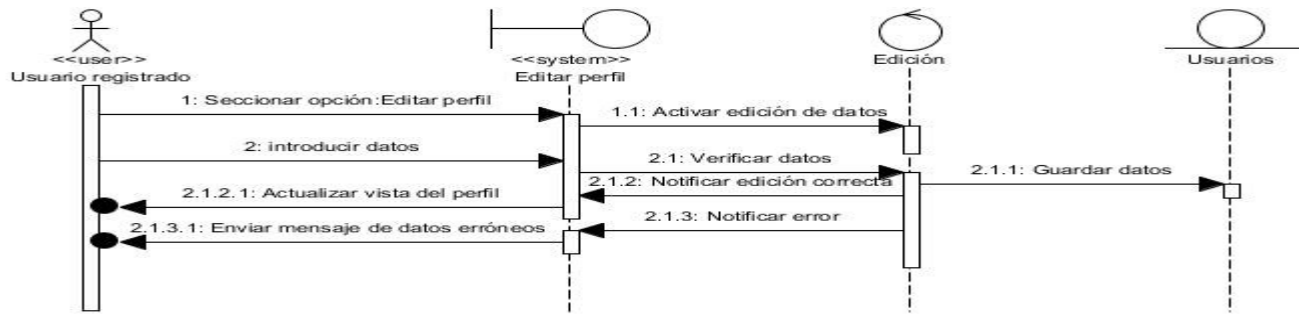 <<user>>
Usuario registrado
<<system>>
Editar perfil
Edición
Usuarios
1: Seccionar opción:Editar perfil
1.1: Activar edición de datos
2: introducir datos
2.1: Verificar datos
2.1.1: Guardar datos
2.1.2: Notificar edición correcta
2.1.2.1: Actualizar vista del perfil
2.1.3: Notificar error
2.1.3.1: Enviar mensaje de datos erróneos